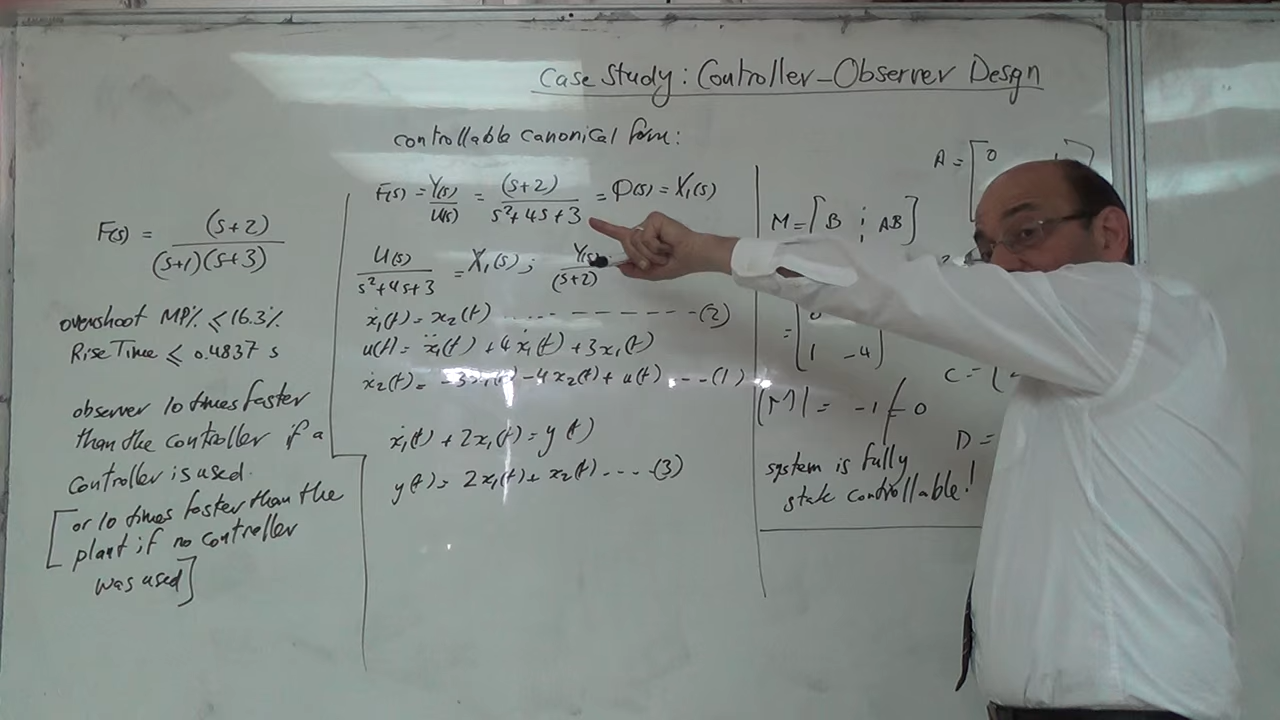 Case Study: Controller-Observer Design
controllable canonical form:
F(s) = (s+2) / (s+1)(s+3)
overshoot MP% ≤ 16.3%
Rise Time ≤ 0.4837 s
observer 10 times faster
than the controller if a
controller is used.
[or 10 times faster than the
plant if no controller
was used]
F(s) = Y(s)/U(s) = (s+2) / s²+4s+3 = φ(s) = X₁(s)
U(s) / s²+4s+3 = X₁(s); Y(s) / (s+2)
ẋ₁(t) = x₂(t) ... - - - - - - (2)
u(t) = ẍ₁(t) + 4ẋ₁(t) + 3x₁(t)
ẋ₂(t) = -3x₁(t) - 4x₂(t) + u(t) ... (1)
ẋ₁(t) + 2x₁(t) = y(t)
y(t) = 2x₁(t) + x₂(t) .... (3)
A = [0 1
M = [B ⋮ AB]
= [0
1 -4]
C = [2
|M| = -1 ≠ 0
D =
system is fully
state controllable!